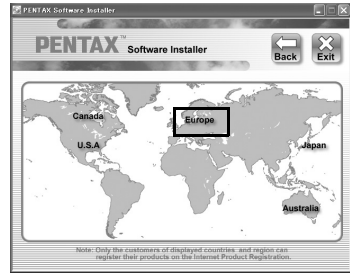 PENTAX Software Installer
PENTAX™ Software Installer
Back Exit
Canada
Europe
U.S.A
Japan
Australia
Note: Only the customers of displayed countries and region can
register their products on the Internet Product Registration.